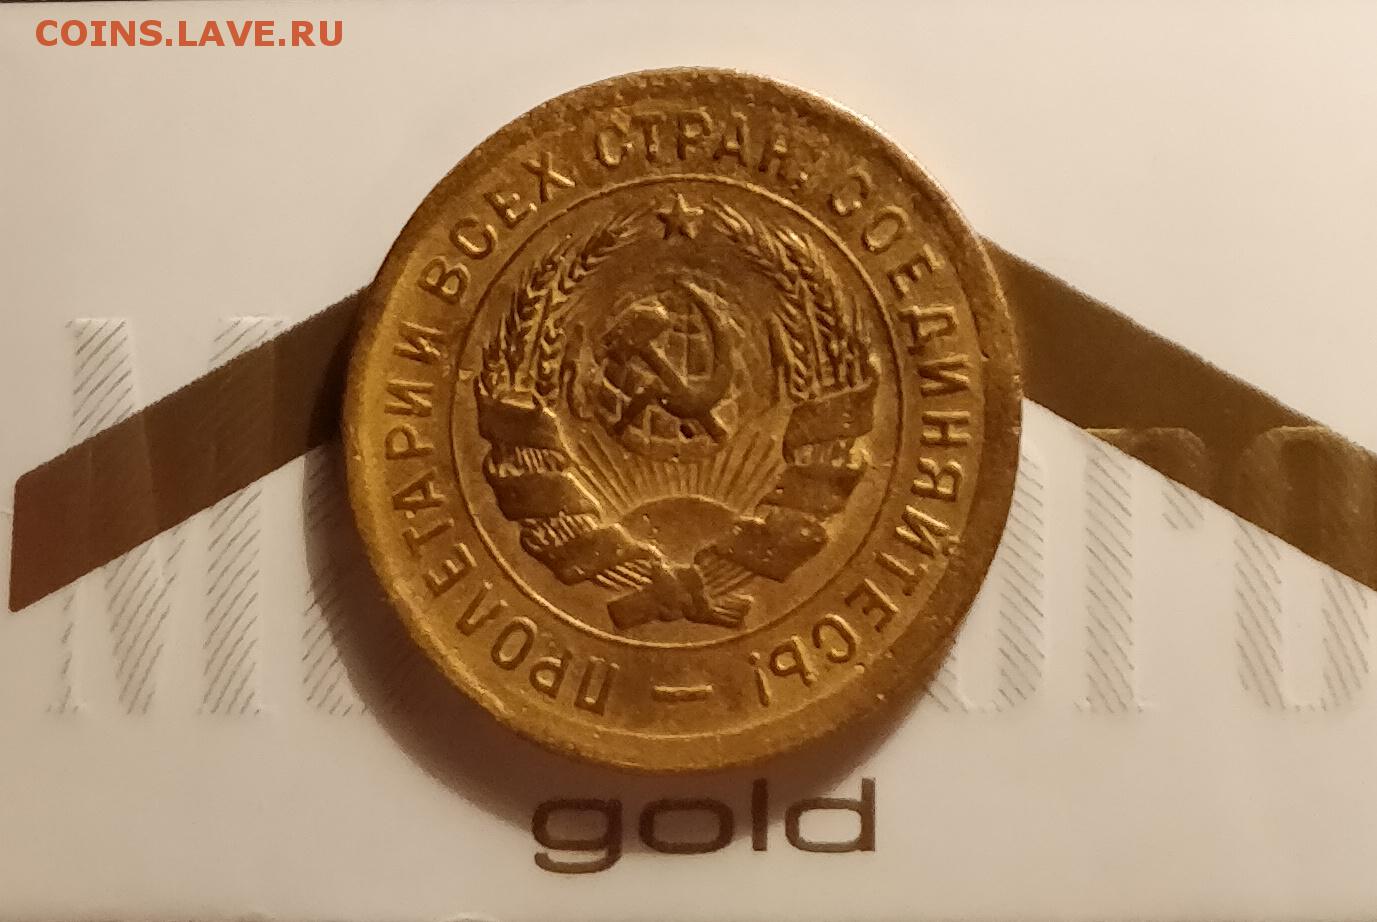 COINS.LAVE.RU
ПРОЛЕТАРИИ ВСЕХ СТРАН, СОЕДИНЯЙТЕСЬ! —
gold